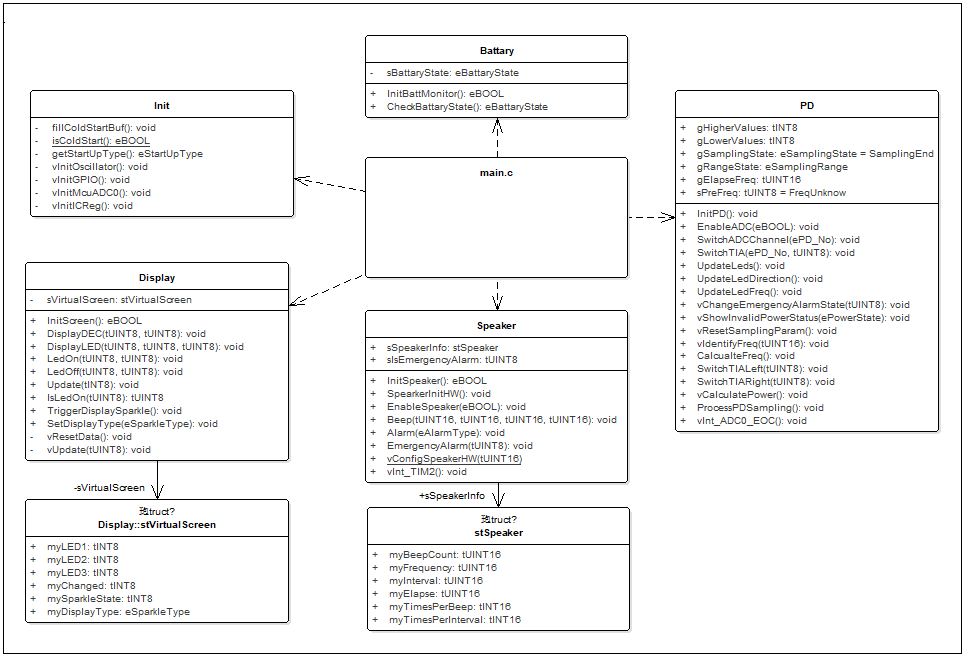 Battary
- sBattaryState: eBattaryState
+ InitBattMonitor(): eBOOL
+ CheckBattaryState(): eBattaryState
Init
- fillColdStartBuf(): void
- isColdStart(): eBOOL
- getStartUpType(): eStartUpType
- vInitOscillator(): void
- vInitGPIO(): void
- vInitMcuADC0(): void
- vInitICReg(): void
main.c
PD
+ gHigherValues: tINT8
+ gLowerValues: tINT8
+ gSamplingState: eSamplingState = SamplingEnd
+ gRangeState: eSamplingRange
+ gElapseFreq: tUINT16
+ sPreFreq: tUINT8 = FreqUnknow
+ InitPD(): void
+ EnableADC(eBOOL): void
+ SwitchADCChannel(ePD_No): void
+ SwitchTIA(ePD_No, tUINT8): void
+ UpdateLeds(): void
+ UpdateLedDirection(): void
+ UpdateLedFreq(): void
+ vChangeEmergencyAlarmState(tUINT8): void
+ vShowInvalidPowerStatus(ePowerState): void
+ vResetSamplingParam(): void
+ vIdentifyFreq(tUINT16): void
+ CalcualteFreq(): void
+ SwitchTIALeft(tUINT8): void
+ SwitchTIARight(tUINT8): void
+ vCalculatePower(): void
+ ProcessPDSampling(): void
+ vInt_ADC0_EOC(): void
Display
- sVirtualScreen: stVirtualScreen
+ InitScreen(): eBOOL
+ DisplayDEC(tUINT8, tUINT8): void
+ DisplayLED(tUINT8, tUINT8, tUINT8): void
+ LedOn(tUINT8, tUINT8): void
+ LedOff(tUINT8, tUINT8): void
+ Update(tINT8): void
+ IsLedOn(tUINT8): tUINT8
+ TriggerDisplaySparkle(): void
+ SetDisplayType(eSparkleType): void
- vResetData(): void
- vUpdate(tUINT8): void
Speaker
+ sSpeakerInfo: stSpeaker
+ sIsEmergencyAlarm: tUINT8
+ InitSpeaker(): eBOOL
+ SpearkerInitHW(): void
+ EnableSpeaker(eBOOL): void
+ Beep(tUINT16, tUINT16, tUINT16, tUINT16): void
+ Alarm(eAlarmType): void
+ EmergencyAlarm(tUINT8): void
+ vConfigSpeakerHW(tUINT16)
+ vInt_TIM2(): void
-sVirtualScreen
+sSpeakerInfo
truct?
Display::stVirtualScreen
+ myLED1: tINT8
+ myLED2: tINT8
+ myLED3: tINT8
+ myChanged: tINT8
+ mySparkleState: tINT8
+ myDisplayType: eSparkleType
truct?
stSpeaker
+ myBeepCount: tUINT16
+ myFrequency: tUINT16
+ myInterval: tUINT16
+ myElapse: tUINT16
+ myTimesPerBeep: tINT16
+ myTimesPerInterval: tINT16